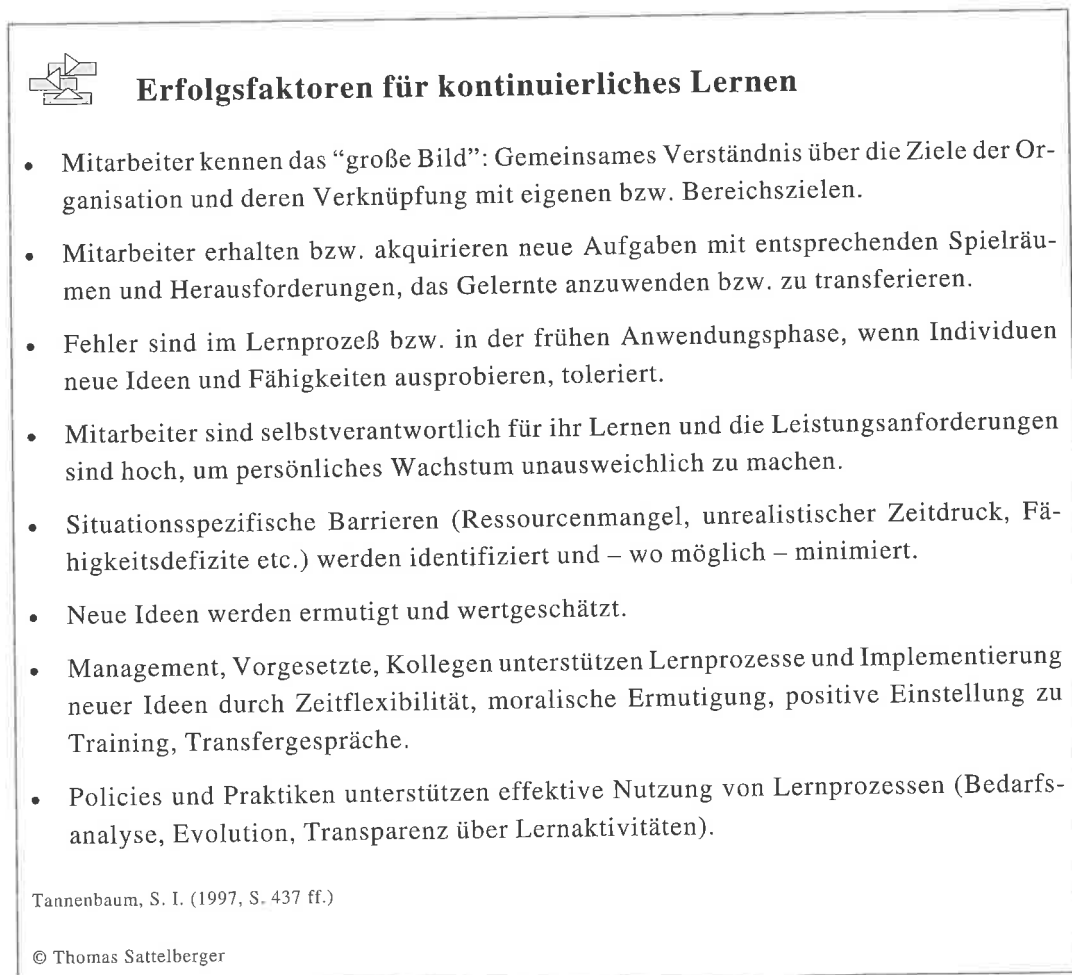 Erfolgsfaktoren für kontinuierliches Lernen
• Mitarbeiter kennen das “große Bild”: Gemeinsames Verständnis über die Ziele der Or-
ganisation und deren Verknüpfung mit eigenen bzw. Bereichszielen.
• Mitarbeiter erhalten bzw. akquirieren neue Aufgaben mit entsprechenden Spielräu-
men und Herausforderungen, das Gelernte anzuwenden bzw. zu transferieren.
• Fehler sind im Lernprozeß bzw. in der frühen Anwendungsphase, wenn Individuen
neue Ideen und Fähigkeiten ausprobieren, toleriert.
• Mitarbeiter sind selbstverantwortlich für ihr Lernen und die Leistungsanforderungen
sind hoch, um persönliches Wachstum unausweichlich zu machen.
• Situationsspezifische Barrieren (Ressourcenmangel, unrealistischer Zeitdruck, Fä-
higkeitsdefizite etc.) werden identifiziert und – wo möglich – minimiert.
• Neue Ideen werden ermutigt und wertgeschätzt.
• Management, Vorgesetzte, Kollegen unterstützen Lernprozesse und Implementierung
neuer Ideen durch Zeitflexibilität, moralische Ermutigung, positive Einstellung zu
Training, Transfergespräche.
• Policies und Praktiken unterstützen effektive Nutzung von Lernprozessen (Bedarfs-
analyse, Evolution, Transparenz über Lernaktivitäten).
Tannenbaum, S. I. (1997, S. 437 ff.)
© Thomas Sattelberger